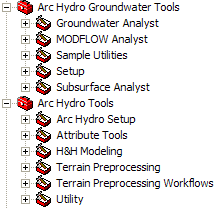 Arc Hydro Groundwater Tools
Groundwater Analyst
MODFLOW Analyst
Sample Utilities
Setup
Subsurface Analyst
Arc Hydro Tools
Arc Hydro Setup
Attribute Tools
H&H Modeling
Terrain Preprocessing
Terrain Preprocessing Workflows
Utility